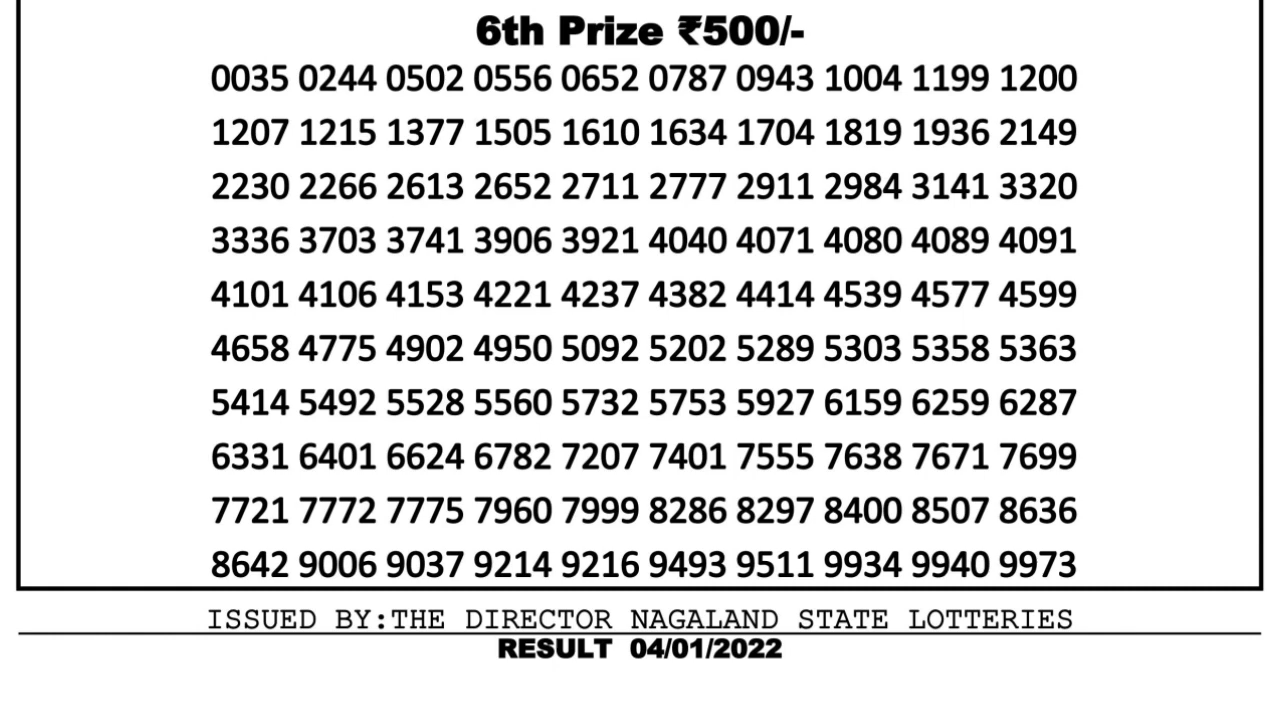 6th Prize ₹500/-
0035 0244 0502 0556 0652 0787 0943 1004 1199 1200
1207 1215 1377 1505 1610 1634 1704 1819 1936 2149
2230 2266 2613 2652 2711 2777 2911 2984 3141 3320
3336 3703 3741 3906 3921 4040 4071 4080 4089 4091
4101 4106 4153 4221 4237 4382 4414 4539 4577 4599
4658 4775 4902 4950 5092 5202 5289 5303 5358 5363
5414 5492 5528 5560 5732 5753 5927 6159 6259 6287
6331 6401 6624 6782 7207 7401 7555 7638 7671 7699
7721 7772 7775 7960 7999 8286 8297 8400 8507 8636
8642 9006 9037 9214 9216 9493 9511 9934 9940 9973
ISSUED BY:THE DIRECTOR NAGALAND STATE LOTTERIES
RESULT 04/01/2022